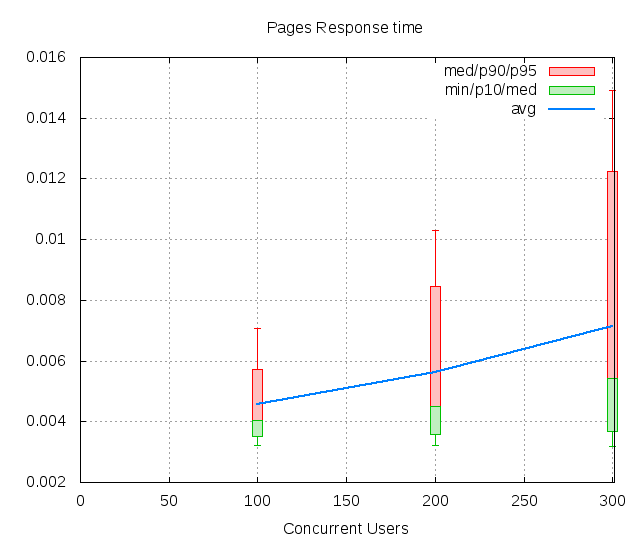 Pages Response time
0.016
0.014
0.012
0.01
0.008
0.006
0.004
0.002
med/p90/p95
min/p10/med
avg
0 50 100 150 200 250 300
Concurrent Users